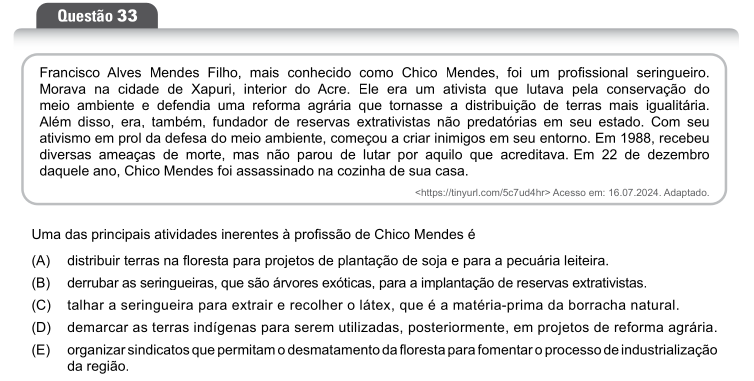 Questão 33
Francisco Alves Mendes Filho, mais conhecido como Chico Mendes, foi um profissional seringueiro.
Morava na cidade de Xapuri, interior do Acre. Ele era um ativista que lutava pela conservação do
meio ambiente e defendia uma reforma agrária que tornasse a distribuição de terras mais igualitária.
Além disso, era, também, fundador de reservas extrativistas não predatórias em seu estado. Com seu
ativismo em prol da defesa do meio ambiente, começou a criar inimigos em seu entorno. Em 1988, recebeu
diversas ameaças de morte, mas não parou de lutar por aquilo que acreditava. Em 22 de dezembro
daquele ano, Chico Mendes foi assassinado na cozinha de sua casa.
<https://tinyurl.com/5c7ud4hr> Acesso em: 16.07.2024. Adaptado.
Uma das principais atividades inerentes à profissão de Chico Mendes é
(A) distribuir terras na floresta para projetos de plantação de soja e para a pecuária leiteira.
(B) derrubar as seringueiras, que são árvores exóticas, para a implantação de reservas extrativistas.
(C) talhar a seringueira para extrair e recolher o látex, que é a matéria-prima da borracha natural.
(D) demarcar as terras indígenas para serem utilizadas, posteriormente, em projetos de reforma agrária.
(E) organizar sindicatos que permitam o desmatamento da floresta para fomentar o processo de industrialização
da região.